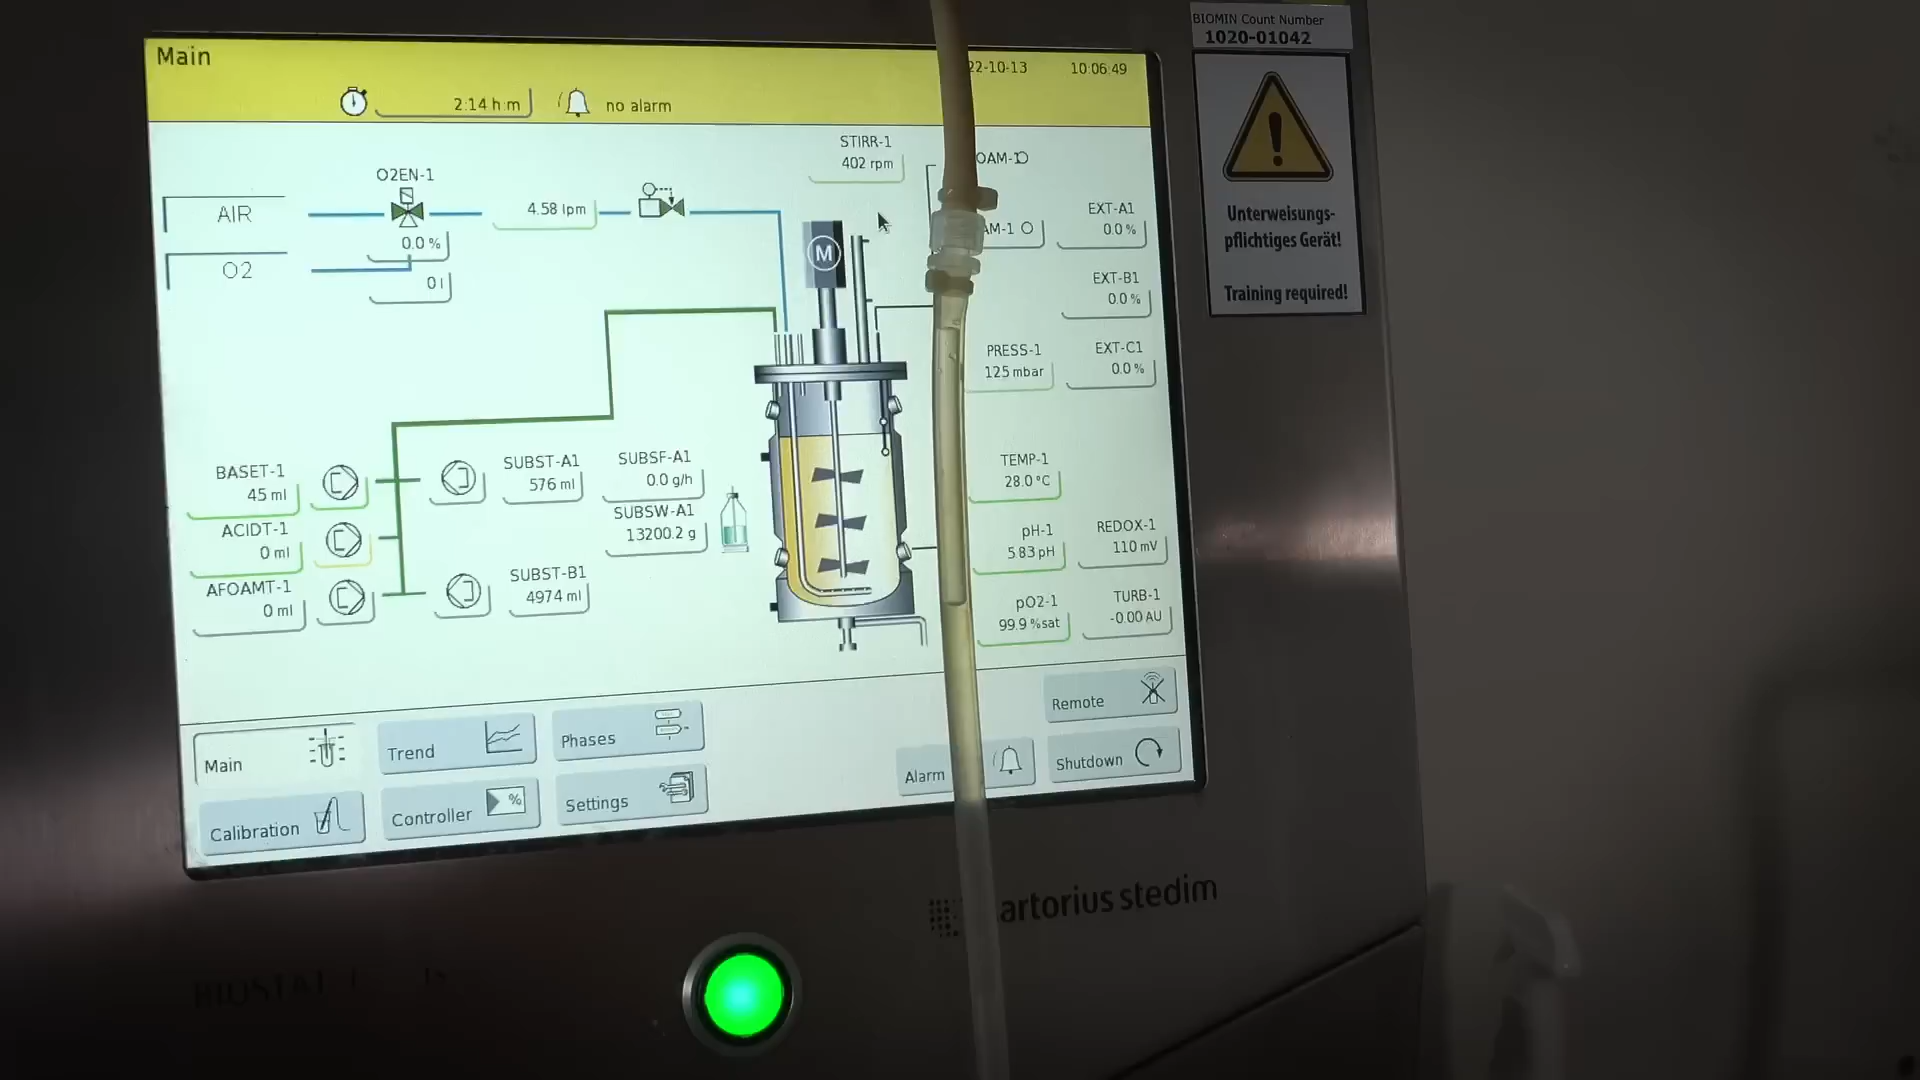 Main
22-10-13
10:06:49
2:14 h:m
no alarm
BIOMIN Count Number
1020-01042
Unterweisungs-
pflichtiges Gerät!
Training required!
AIR
O2EN-1
0.0 %
O2
0 l
4.58 lpm
STIRR-1
402 rpm
M
OAM-1
AM-1
EXT-A1
0.0 %
EXT-B1
0.0 %
EXT-C1
0.0 %
PRESS-1
125 mbar
BASET-1
45 ml
ACIDT-1
0 ml
AFOAMT-1
0 ml
SUBST-A1
576 ml
SUBSF-A1
0.0 g/h
SUBSW-A1
13200.2 g
SUBST-B1
4974 ml
TEMP-1
28.0 °C
pH-1
5.83 pH
REDOX-1
110 mV
pO2-1
99.9 %sat
TURB-1
-0.00 AU
Main
Trend
Phases
Remote
Calibration
Controller
%
Settings
Alarm
Shutdown
artorius stedim
BIOSTAT